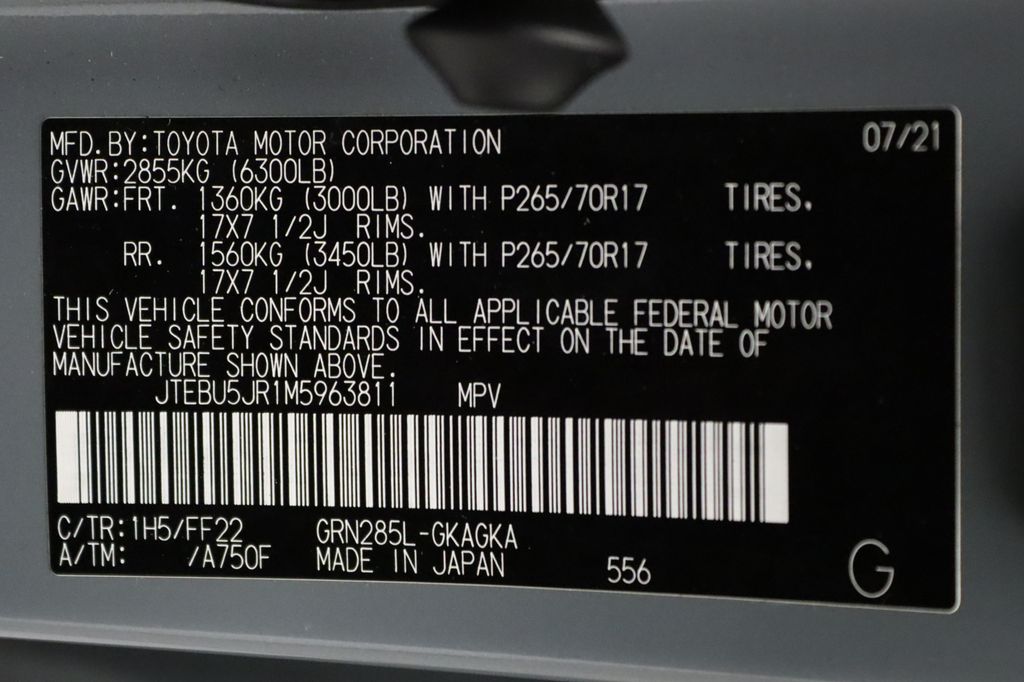 MFD.BY:TOYOTA MOTOR CORPORATION 07/21
GVWR:2855KG (6300LB)
GAWR:FRT. 1360KG (3000LB) WITH P265/70R17 TIRES.
17X7 1/2J RIMS.
RR. 1560KG (3450LB) WITH P265/70R17 TIRES.
17X7 1/2J RIMS.
THIS VEHICLE CONFORMS TO ALL APPLICABLE FEDERAL MOTOR
VEHICLE SAFETY STANDARDS IN EFFECT ON THE DATE OF
MANUFACTURE SHOWN ABOVE.
JTEBU5JR1M5963811 MPV
C/TR:1H5/FF22 GRN285L-GKAGKA
A/TM: /A750F MADE IN JAPAN 556 G